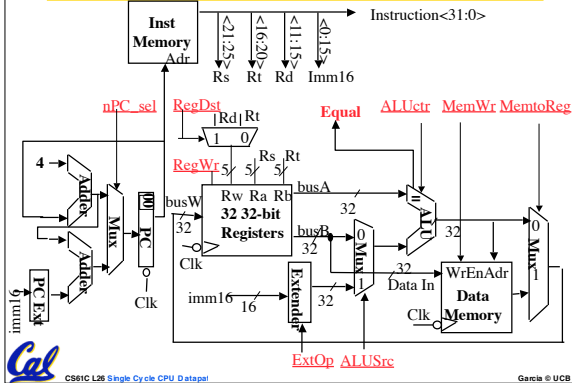 Inst
Memory
Adr
<21:25>
<16:20>
<11:15>
<0:15>
Instruction<31:0>
Rs
Rt
Rd
Imm16
nPC_sel
RegDst
Rd
Rt
1
0
Equal
ALUctr
MemWr
MemtoReg
RegWr
5
5
5
Rs
Rt
4
Adder
Adder
Mux
00
PC
Clk
PC Ext
imm16
busW
32
Rw
Ra
Rb
32 32-bit
Registers
Clk
busA
32
busB
32
0
Mux
1
=
ALU
32
imm16
16
Extender
32
32
Data In
WrEn
Adr
Data
Memory
Clk
0
Mux
1
ExtOp
ALUSrc
Cal
CS61C L26 Single Cycle CPU Datapa
Garcia © UCB